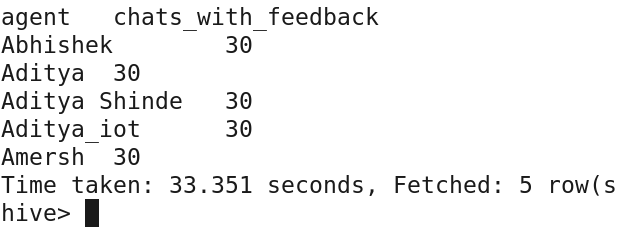 agent	chats_with_feedback
Abhishek	30
Aditya	30
Aditya Shinde	30
Aditya_iot	30
Amersh	30
Time taken: 33.351 seconds, Fetched: 5 row(s
hive>